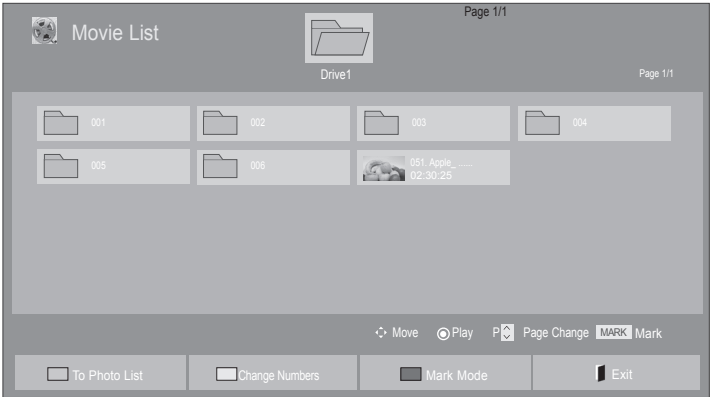 Page 1/1
Movie List
Drive1
Page 1/1
001
002
003
004
005
006
051. Apple_ ......
02:30:25
Move
Play
P
Page Change
MARK
Mark
To Photo List
Change Numbers
Mark Mode
Exit